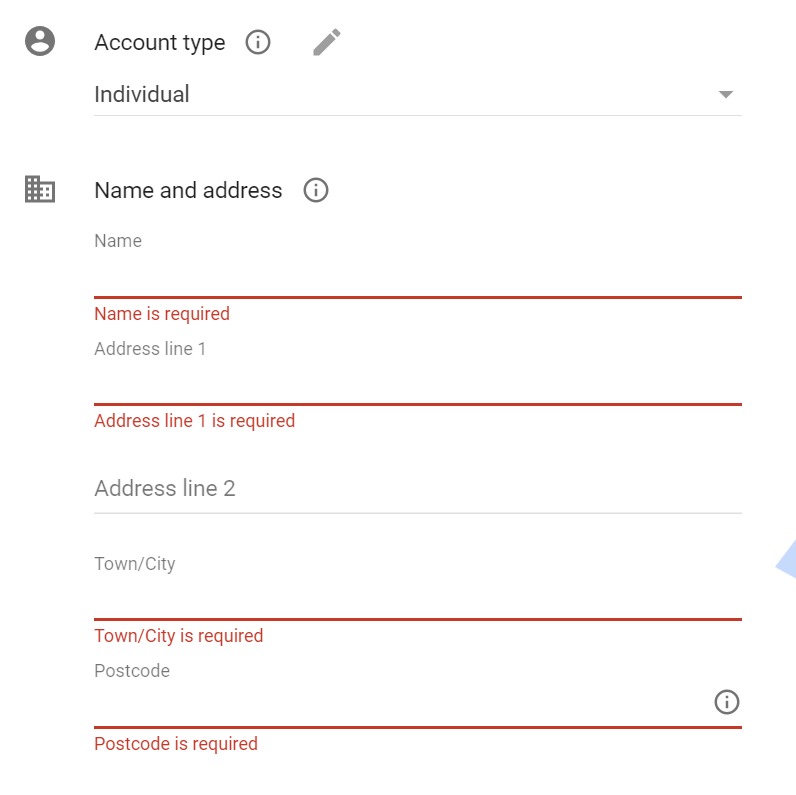 Account type
Individual
Name and address
Name
Name is required
Address line 1
Address line 1 is required
Address line 2
Town/City
Town/City is required
Postcode
Postcode is required